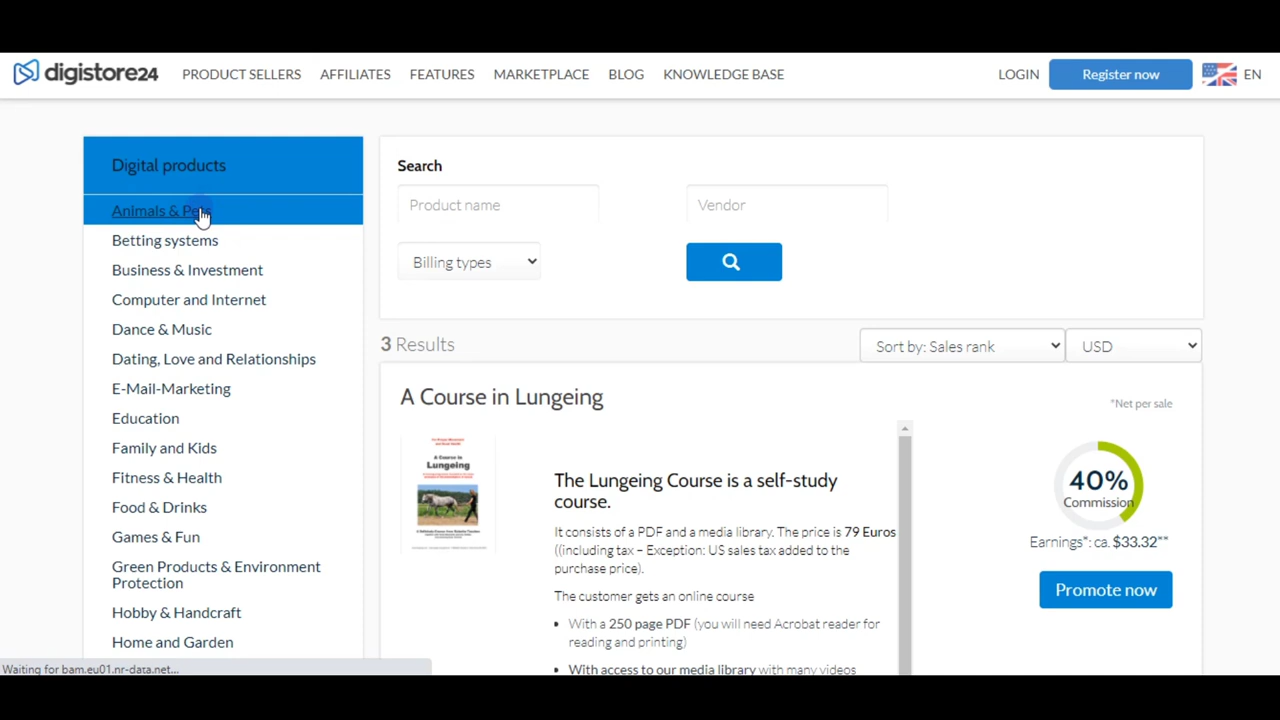 digistore24 PRODUCT SELLERS AFFILIATES FEATURES MARKETPLACE BLOG KNOWLEDGE BASE LOGIN Register now EN
Digital products
Animals & Pets
Betting systems
Business & Investment
Computer and Internet
Dance & Music
Dating, Love and Relationships
E-Mail-Marketing
Education
Family and Kids
Fitness & Health
Food & Drinks
Games & Fun
Green Products & Environment
Protection
Hobby & Handcraft
Home and Garden
Search
Product name Vendor
Billing types
3 Results Sort by: Sales rank USD
A Course in Lungeing
*Net per sale
A Course in
Lungeing
The Lungeing Course is a self-study
course.
It consists of a PDF and a media library. The price is 79 Euros
((including tax – Exception: US sales tax added to the
purchase price).
The customer gets an online course
• With a 250 page PDF (you will need Acrobat reader for
reading and printing)
• With access to our media library with many videos
40%
Commission
Earnings*: ca. $33.32**
Promote now
Waiting for bam.eu01.nr-data.net...